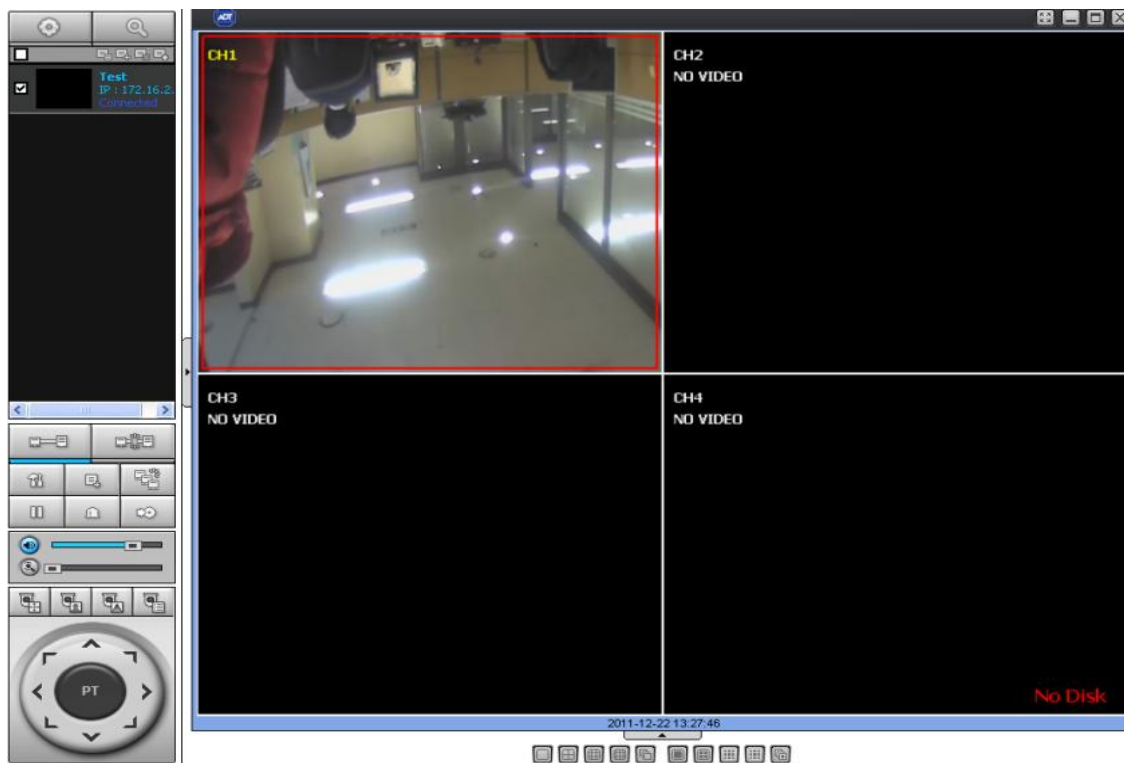 ADT
Test
IP : 172.16.2.
Connected
CH1
CH2
NO VIDEO
CH3
NO VIDEO
CH4
NO VIDEO
No Disk
2011-12-22 13:27:46
PT